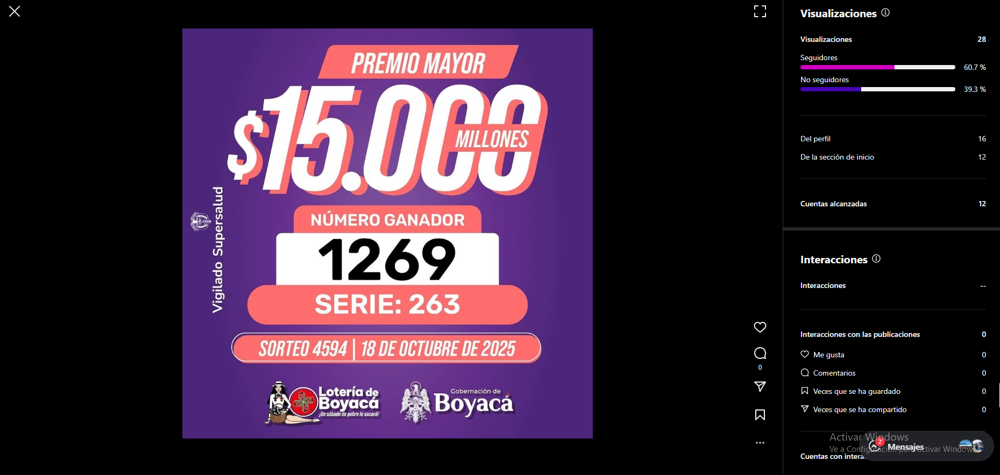 PREMIO MAYOR
$15.000
MILLONES
NÚMERO GANADOR
1269
SERIE: 263
SORTEO 4594 | 18 DE OCTUBRE DE 2025
Vigilado Supersalud
Lotería de
Boyacá
¡Un sábado de pobre lo sacará!
Gobernación de
Boyacá
0
Visualizaciones
Visualizaciones 28
Seguidores
60.7 %
No seguidores
39.3 %
Del perfil 16
De la sección de inicio 12
Cuentas alcanzadas 12
Interacciones
Interacciones --
Interacciones con las publicaciones 0
Me gusta 0
Comentarios 0
Veces que se ha guardado 0
Veces que se ha compartido 0
Activar Windows
Ve a Configuración para activar Windows
2
Mensajes
Cuentas con intera